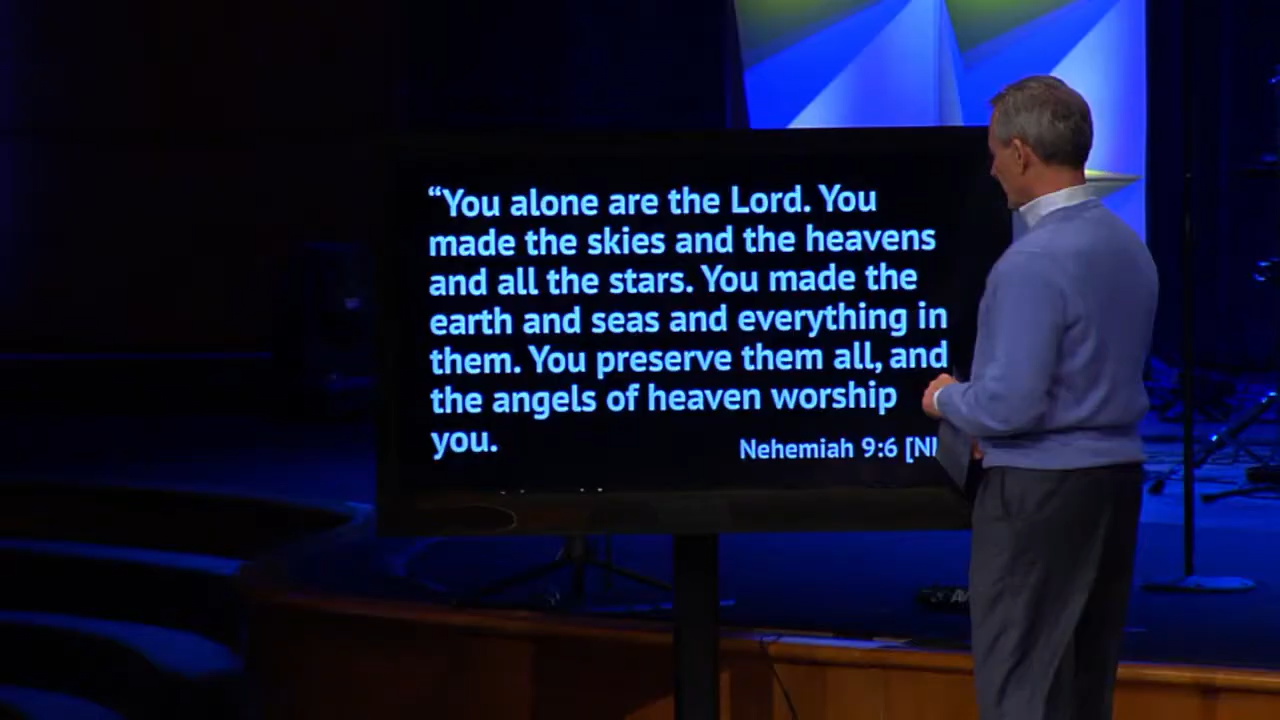 “You alone are the Lord. You
made the skies and the heavens
and all the stars. You made the
earth and seas and everything in
them. You preserve them all, and
the angels of heaven worship
you.
Nehemiah 9:6